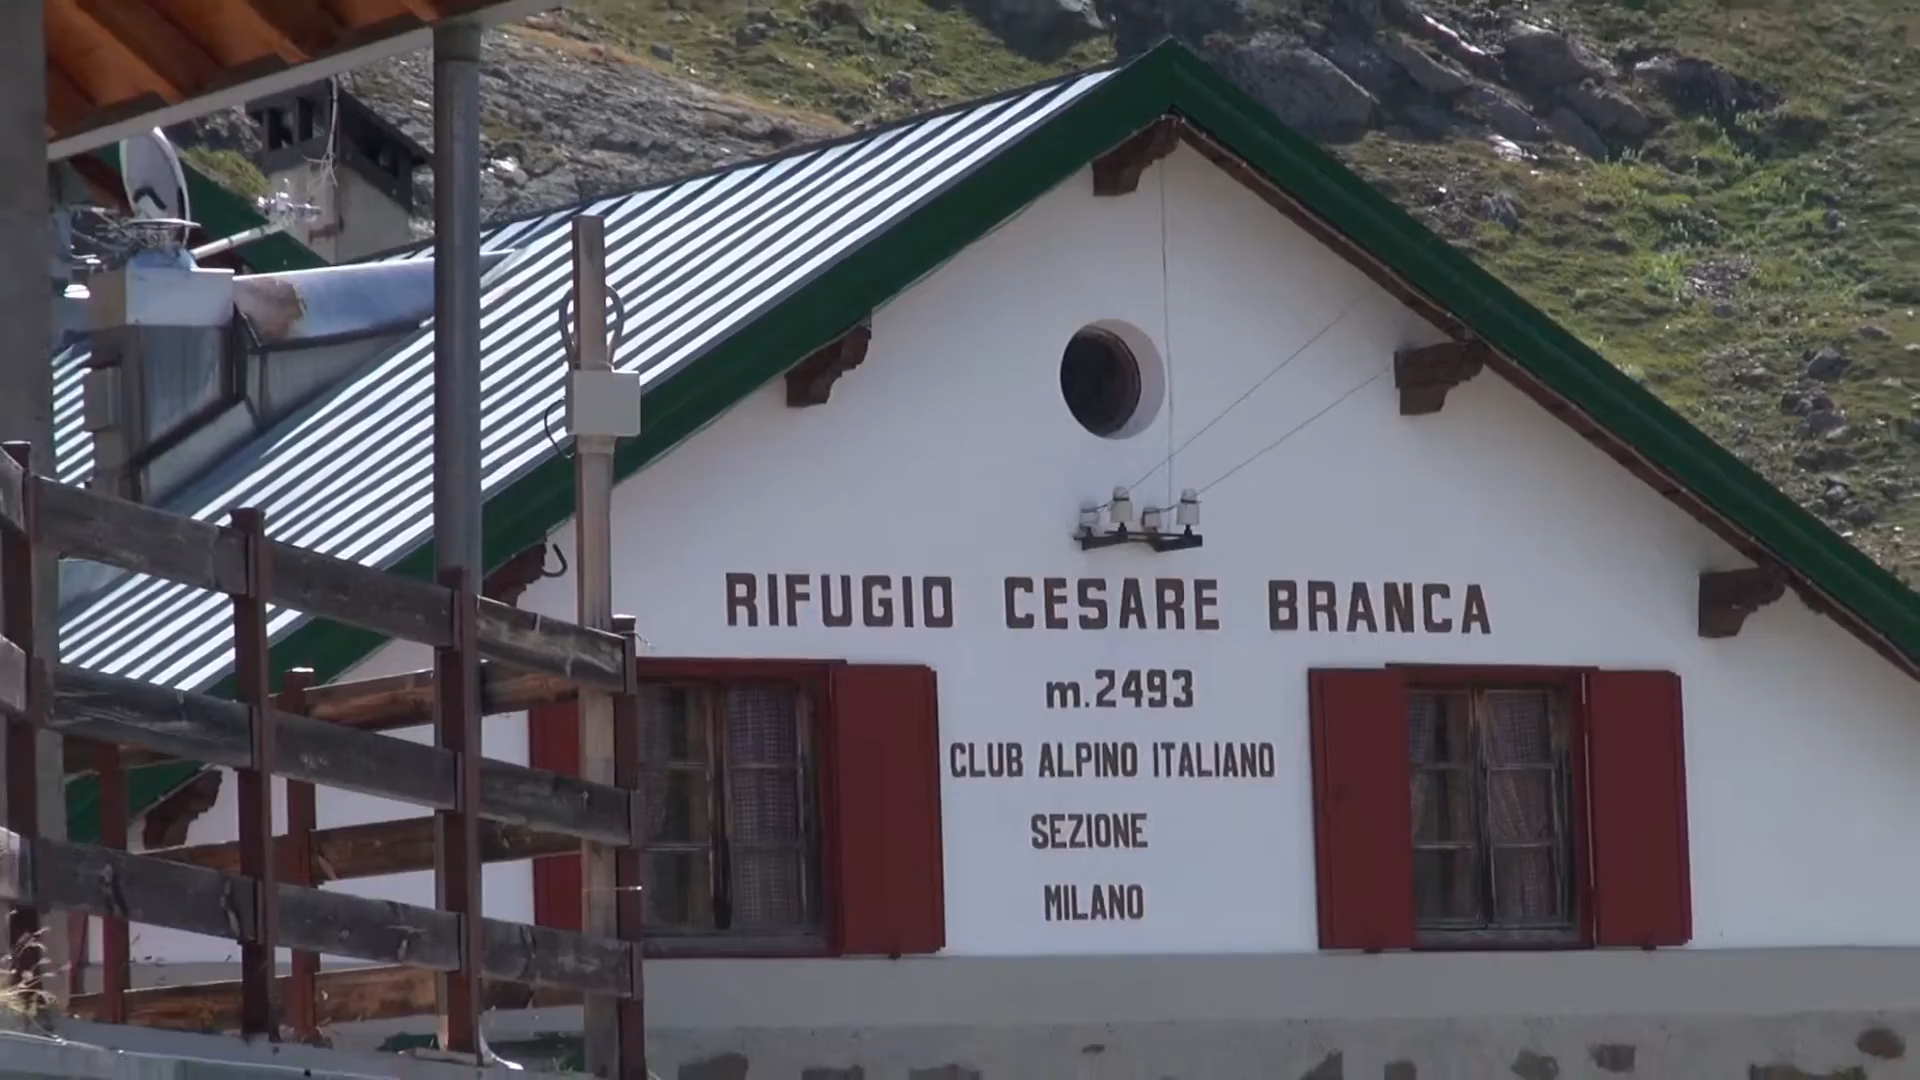 RIFUGIO CESARE BRANCA
m.2493
CLUB ALPINO ITALIANO
SEZIONE
MILANO